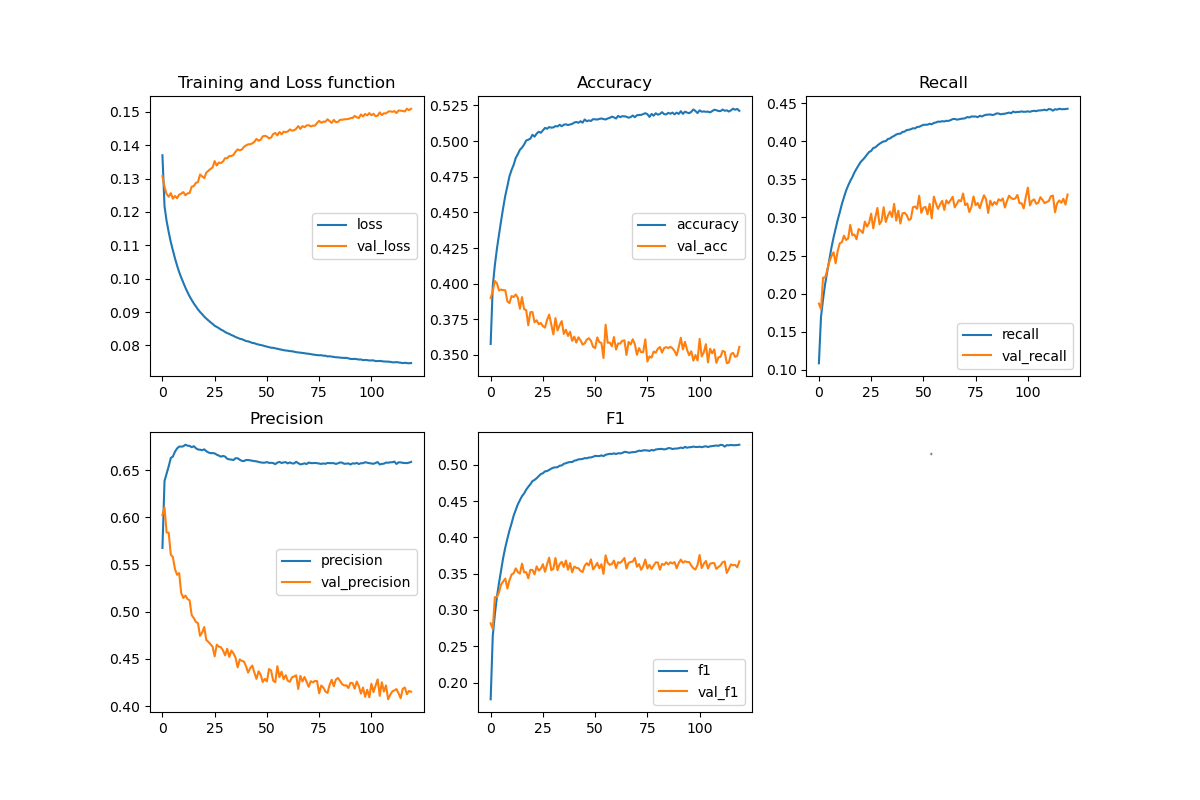 Training and Loss function
0.15
0.14
0.13
0.12
0.11
0.10
0.09
0.08
loss
val_loss
0 25 50 75 100
Accuracy
0.525
0.500
0.475
0.450
0.425
0.400
0.375
0.350
accuracy
val_acc
0 25 50 75 100
Recall
0.45
0.40
0.35
0.30
0.25
0.20
0.15
0.10
recall
val_recall
0 25 50 75 100
Precision
0.65
0.60
0.55
0.50
0.45
0.40
precision
val_precision
0 25 50 75 100
F1
0.50
0.45
0.40
0.35
0.30
0.25
0.20
f1
val_f1
0 25 50 75 100